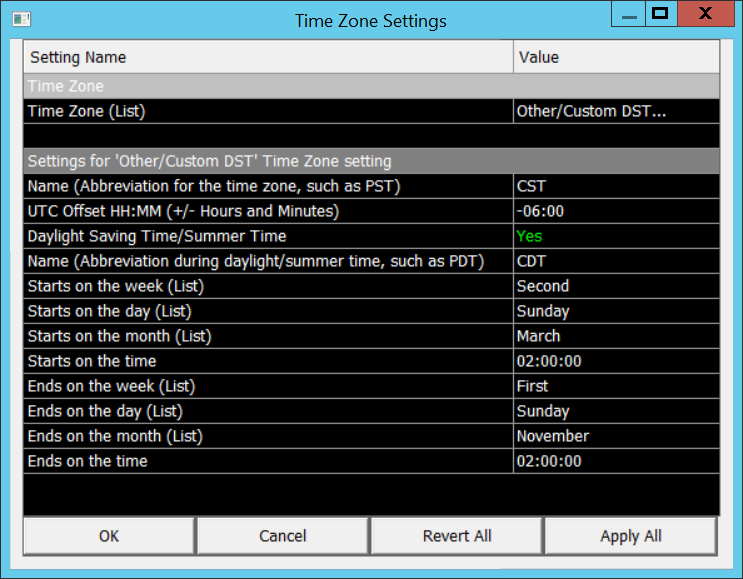 Time Zone Settings
X
Setting Name Value
Time Zone
Time Zone (List) Other/Custom DST...
Settings for 'Other/Custom DST' Time Zone setting
Name (Abbreviation for the time zone, such as PST) CST
UTC Offset HH:MM (+/- Hours and Minutes) -06:00
Daylight Saving Time/Summer Time Yes
Name (Abbreviation during daylight/summer time, such as PDT) CDT
Starts on the week (List) Second
Starts on the day (List) Sunday
Starts on the month (List) March
Starts on the time 02:00:00
Ends on the week (List) First
Ends on the day (List) Sunday
Ends on the month (List) November
Ends on the time 02:00:00
OK Cancel Revert All Apply All